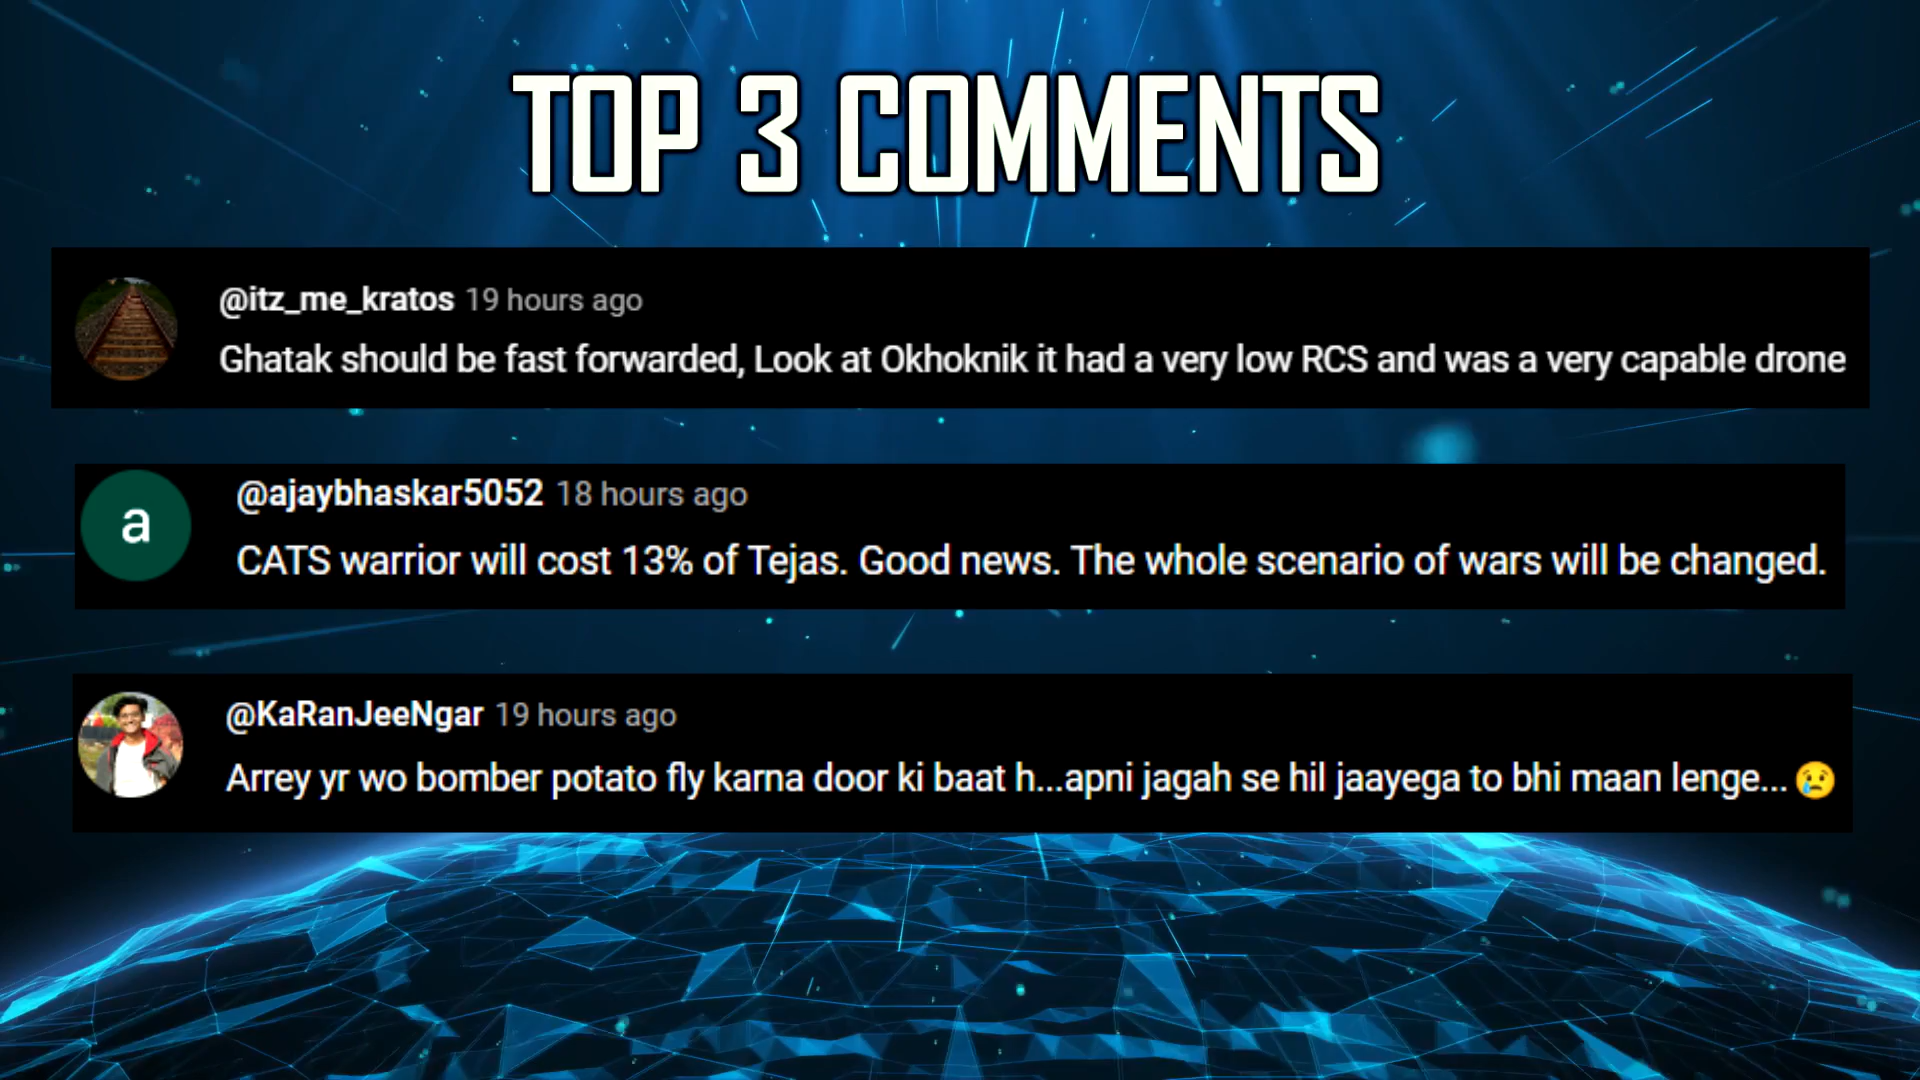 TOP 3 COMMENTS
@itz_me_kratos 19 hours ago
Ghatak should be fast forwarded, Look at Okhoknik it had a very low RCS and was a very capable drone
a
@ajaybhaskar5052 18 hours ago
CATS warrior will cost 13% of Tejas. Good news. The whole scenario of wars will be changed.
@KaRanJeeNgar 19 hours ago
Arrey yr wo bomber potato fly karna door ki baat h...apni jagah se hil jaayega to bhi maan lenge... 😢